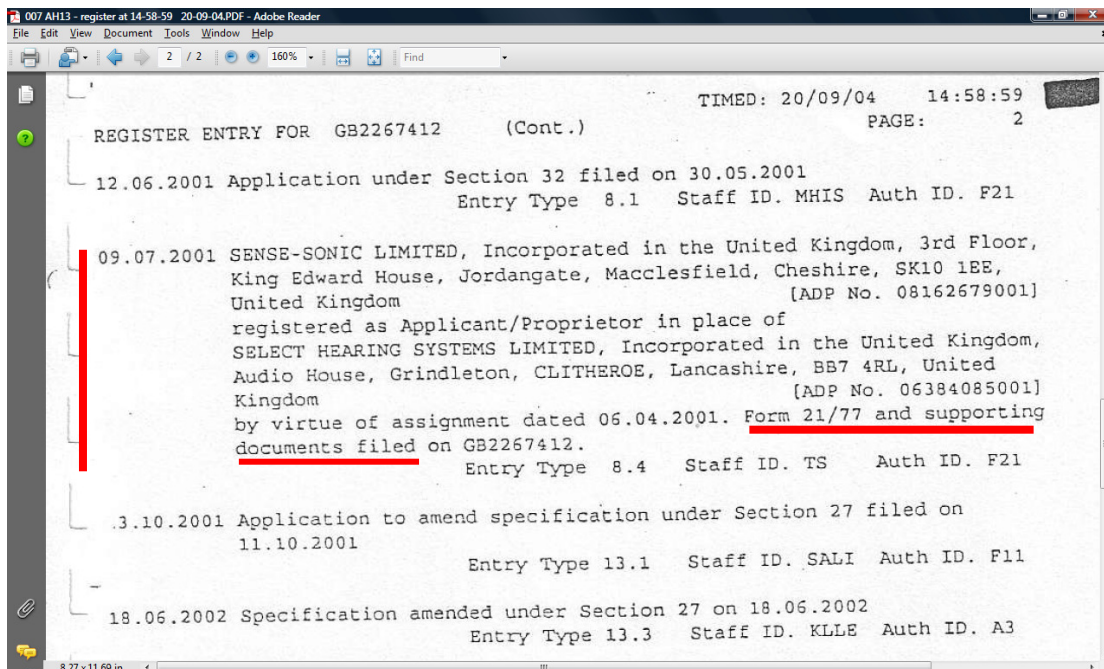 007 AH13 - register at 14-58-59 20-09-04.PDF - Adobe Reader
File Edit View Document Tools Window Help
2 / 2 160% Find
TIMED: 20/09/04 14:58:59
REGISTER ENTRY FOR GB2267412 (Cont.) PAGE: 2
12.06.2001 Application under Section 32 filed on 30.05.2001
Entry Type 8.1 Staff ID. MHIS Auth ID. F21
09.07.2001 SENSE-SONIC LIMITED, Incorporated in the United Kingdom, 3rd Floor,
King Edward House, Jordangate, Macclesfield, Cheshire, SK10 1EE,
United Kingdom [ADP No. 08162679001]
registered as Applicant/Proprietor in place of
SELECT HEARING SYSTEMS LIMITED, Incorporated in the United Kingdom,
Audio House, Grindleton, CLITHEROE, Lancashire, BB7 4RL, United
Kingdom [ADP No. 06384085001]
by virtue of assignment dated 06.04.2001. Form 21/77 and supporting
documents filed on GB2267412.
Entry Type 8.4 Staff ID. TS Auth ID. F21
.3.10.2001 Application to amend specification under Section 27 filed on
11.10.2001
Entry Type 13.1 Staff ID. SALI Auth ID. F11
18.06.2002 Specification amended under Section 27 on 18.06.2002
Entry Type 13.3 Staff ID. KLLE Auth ID. A3
8.27 x 11.69 in